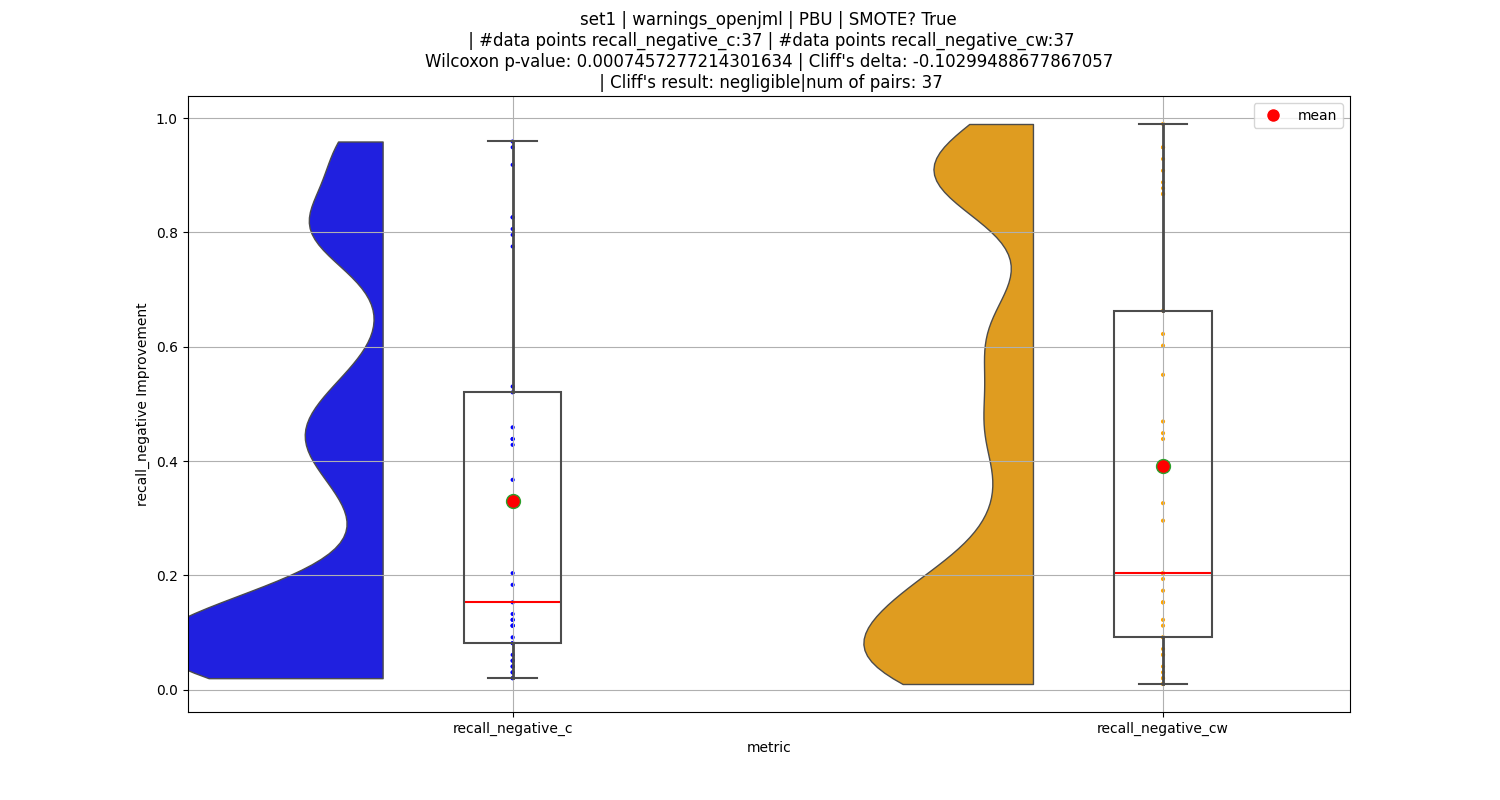 set1 | warnings_openjml | PBU | SMOTE? True
| #data points recall_negative_c:37 | #data points recall_negative_cw:37
Wilcoxon p-value: 0.0007457277214301634 | Cliff's delta: -0.10299488677867057
| Cliff's result: negligible|num of pairs: 37
mean
1.0
0.8
0.6
0.4
0.2
0.0
recall_negative Improvement
recall_negative_c
recall_negative_cw
metric